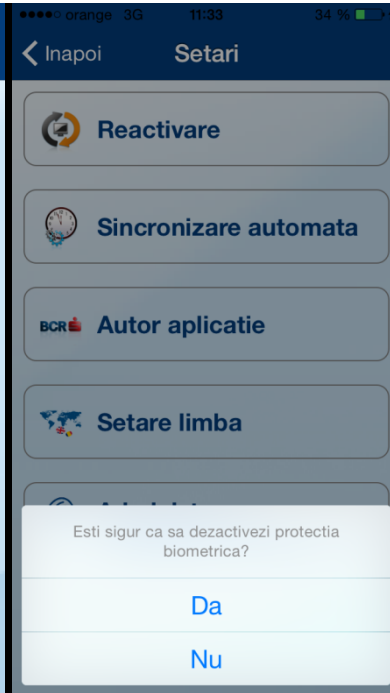 orange 3G 11:33 34 %
Inapoi Setari
Reactivare
Sincronizare automata
BCR Autor aplicatie
Setare limba
Esti sigur ca sa dezactivezi protectia
biometrica?
Da
Nu